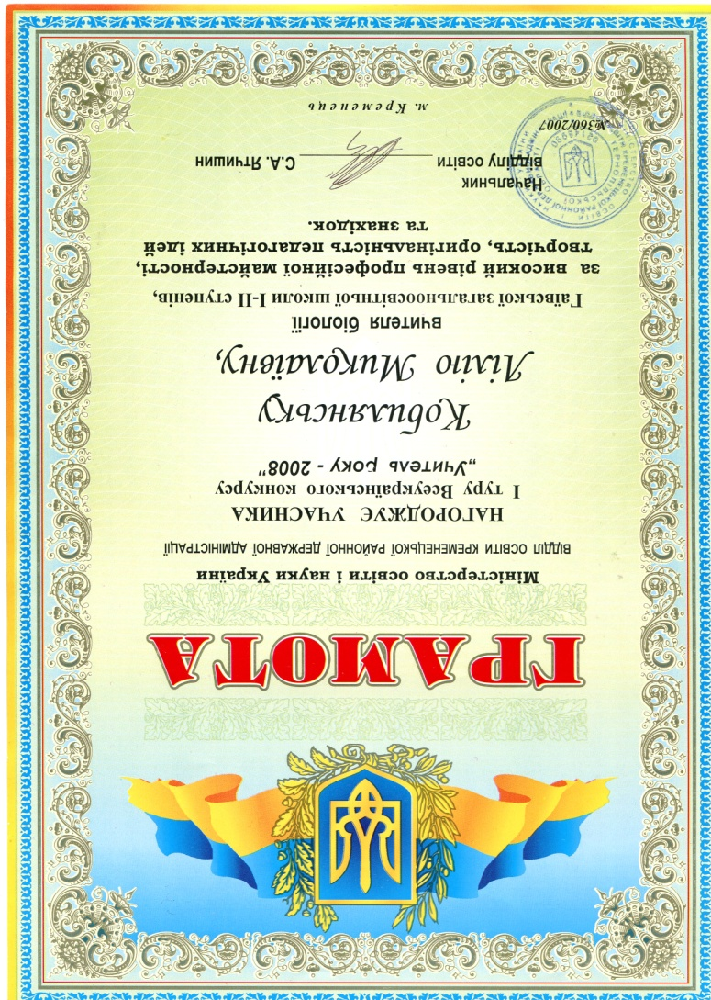 ГРАМОТА
Міністерство освіти і науки України
ВІДДІЛ ОСВІТИ КРЕМЕНЕЦЬКОЇ РАЙОННОЇ ДЕРЖАВНОЇ АДМІНІСТРАЦІЇ
НАГОРОДЖУЄ УЧАСНИКА
І туру Всеукраїнського конкурсу
„Учитель року - 2008”
Кобилянську
Лілію Миколаївну,
вчителя біології
Гаївської загальноосвітньої школи І-ІІ ступенів,
за високий рівень професійної майстерності,
творчість, оригінальність педагогічних ідей
та знахідок.
Начальник
відділу освіти С.А. Ятчишин
№360/2007
м. Кременець